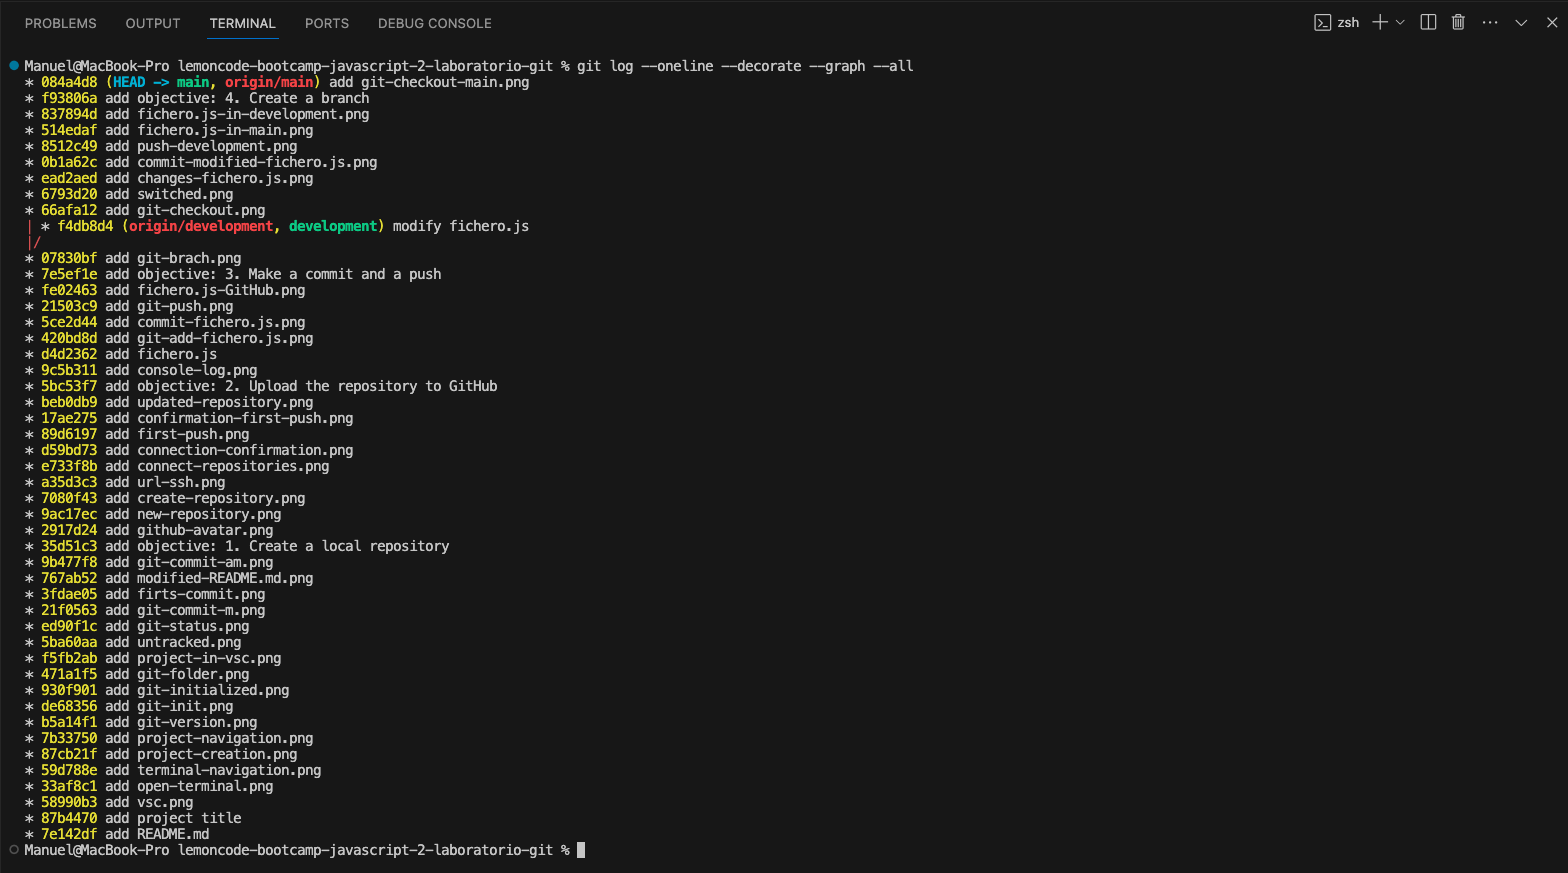 PROBLEMS OUTPUT TERMINAL PORTS DEBUG CONSOLE zsh
Manuel@MacBook-Pro lemoncode-bootcamp-javascript-2-laboratorio-git % git log --oneline --decorate --graph --all
* 084a4d8 (HEAD -> main, origin/main) add git-checkout-main.png
* f93806a add objective: 4. Create a branch
* 837894d add fichero.js-in-development.png
* 514edaf add fichero.js-in-main.png
* 8512c49 add push-development.png
* 0b1a62c add commit-modified-fichero.js.png
* ead2aed add changes-fichero.js.png
* 6793d20 add switched.png
* 66afa12 add git-checkout.png
| * f4db8d4 (origin/development, development) modify fichero.js
|/
* 07830bf add git-brach.png
* 7e5ef1e add objective: 3. Make a commit and a push
* fe02463 add fichero.js-GitHub.png
* 21503c9 add git-push.png
* 5ce2d44 add commit-fichero.js.png
* 420bd8d add git-add-fichero.js.png
* d4d2362 add fichero.js
* 9c5b311 add console-log.png
* 5bc53f7 add objective: 2. Upload the repository to GitHub
* beb0db9 add updated-repository.png
* 17ae275 add confirmation-first-push.png
* 89d6197 add first-push.png
* d59bd73 add connection-confirmation.png
* e733f8b add connect-repositories.png
* a35d3c3 add url-ssh.png
* 7080f43 add create-repository.png
* 9ac17ec add new-repository.png
* 2917d24 add github-avatar.png
* 35d51c3 add objective: 1. Create a local repository
* 9b477f8 add git-commit-am.png
* 767ab52 add modified-README.md.png
* 3fdae05 add firts-commit.png
* 21f0563 add git-commit-m.png
* ed90f1c add git-status.png
* 5ba60aa add untracked.png
* f5fb2ab add project-in-vsc.png
* 471a1f5 add git-folder.png
* 930f901 add git-initialized.png
* de68356 add git-init.png
* b5a14f1 add git-version.png
* 7b33750 add project-navigation.png
* 87cb21f add project-creation.png
* 59d788e add terminal-navigation.png
* 33af8c1 add open-terminal.png
* 58990b3 add vsc.png
* 87b4470 add project title
* 7e142df add README.md
Manuel@MacBook-Pro lemoncode-bootcamp-javascript-2-laboratorio-git %